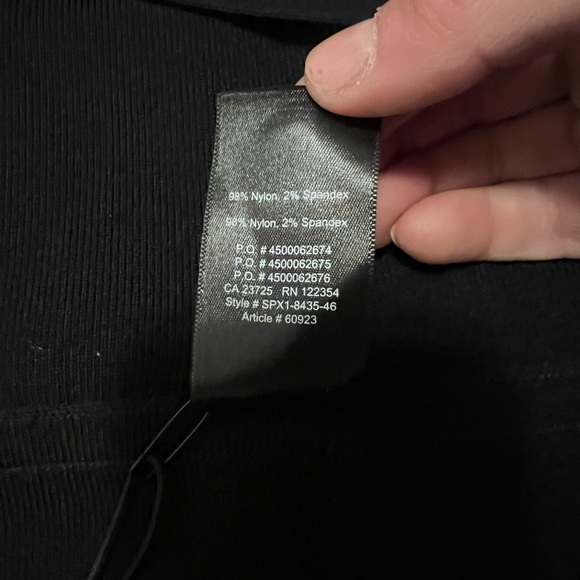 98% Nylon, 2% Spandex
98% Nylon, 2% Spandex
P.O. # 4500062674
P.O. # 4500062675
P.O. # 4500062676
CA 23725 RN 122354
Style # SPX1-8435-46
Article # 60923